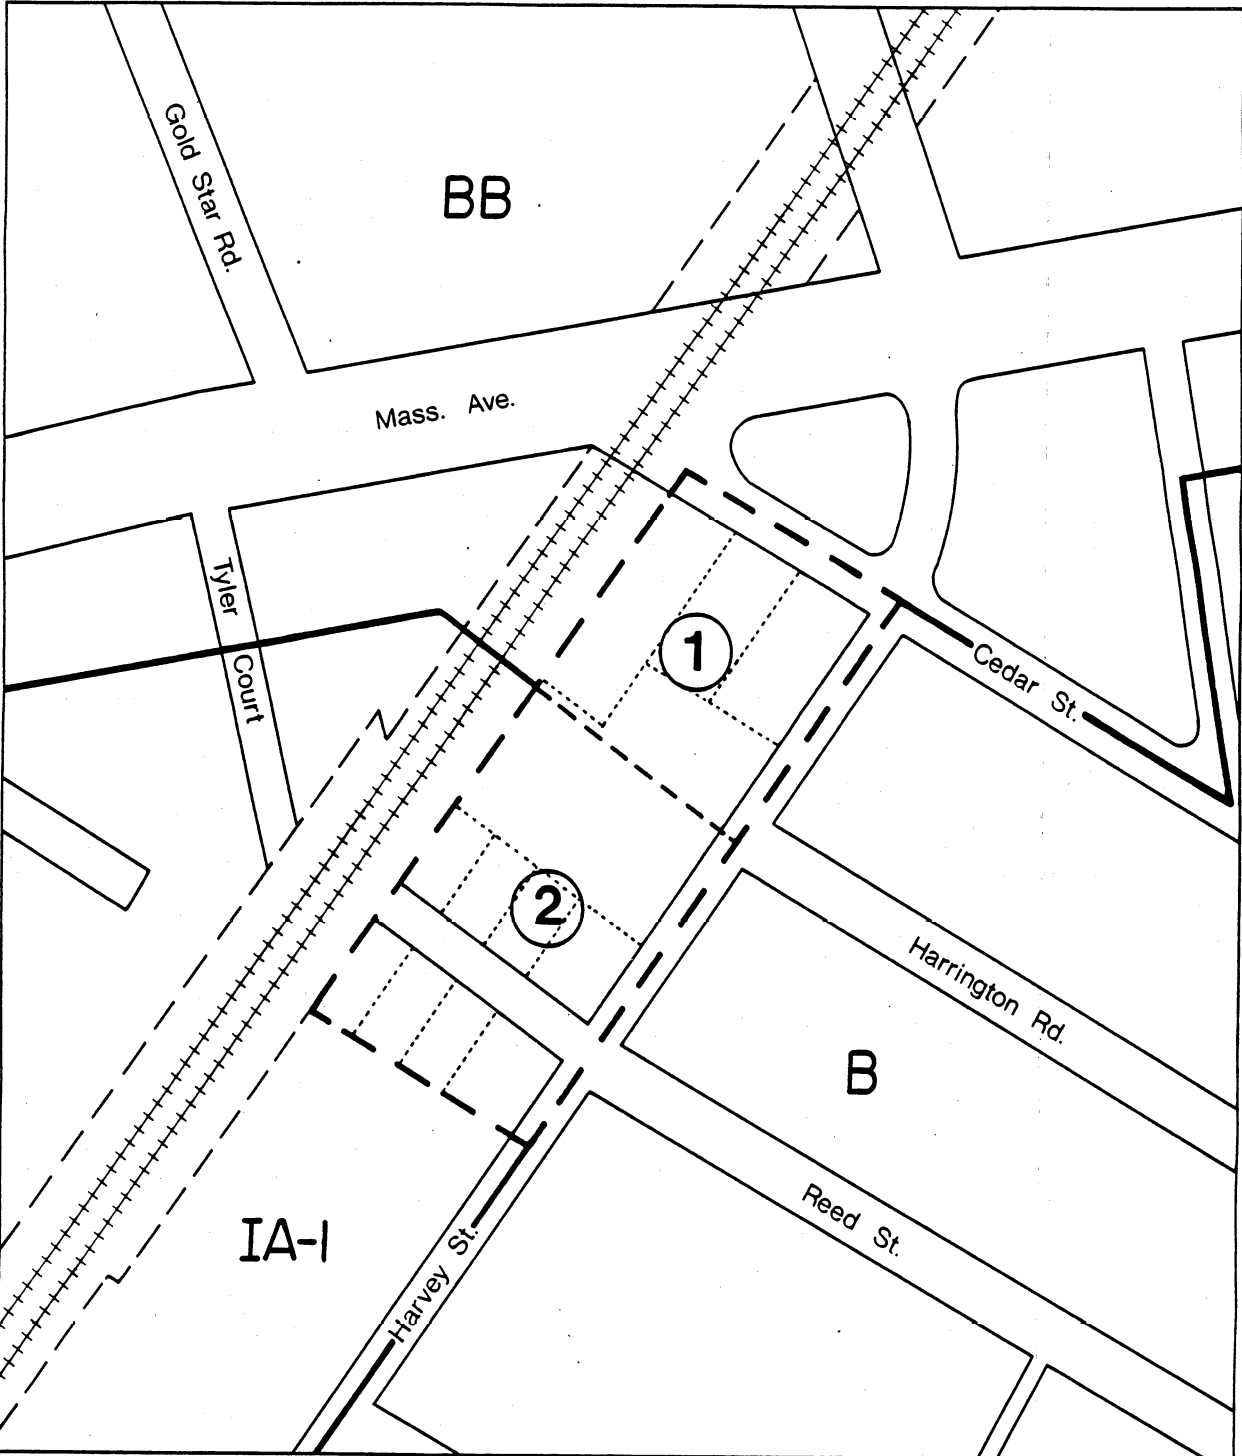 Gold Star Rd.
BB
Mass. Ave.
Tyler Court
1
Cedar St.
2
Harrington Rd.
B
Reed St.
IA-1
Harvey St.